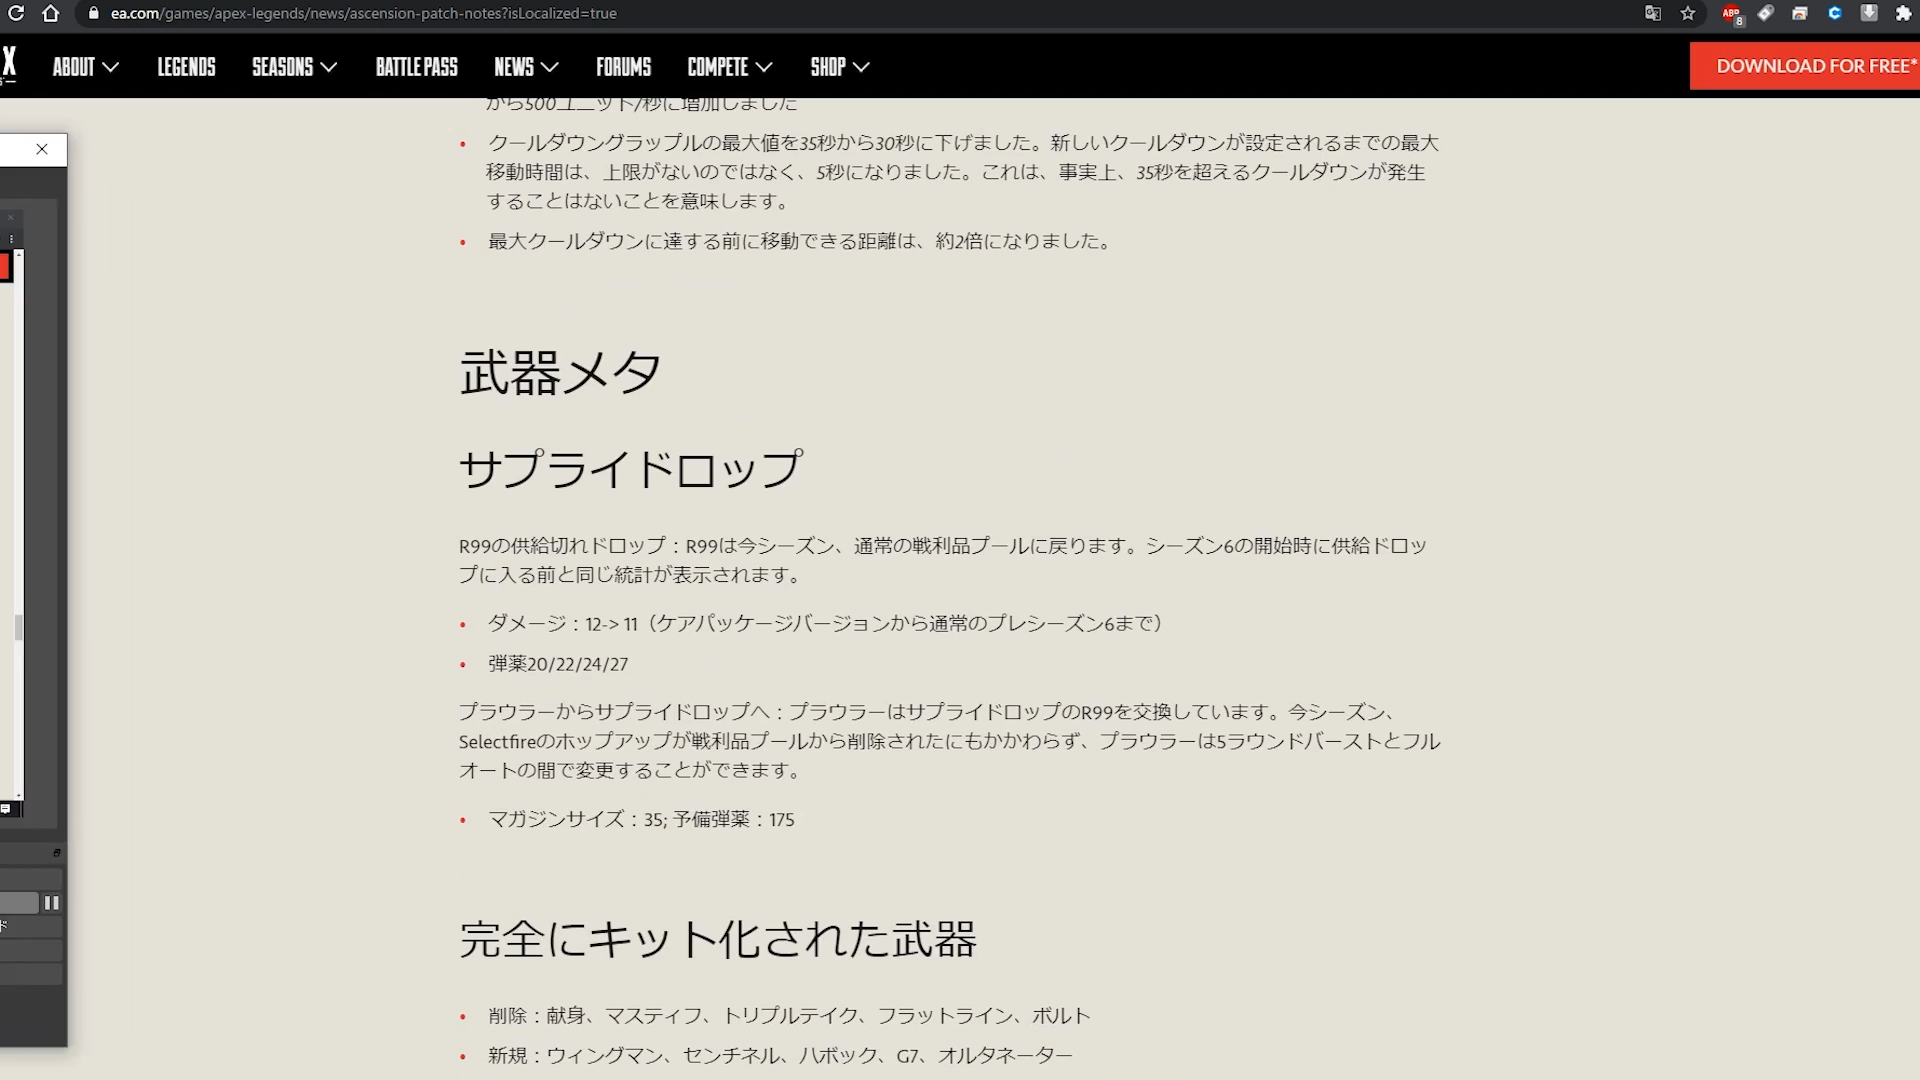 ea.com/games/apex-legends/news/ascension-patch-notes?isLocalized=true
ABP
8
X
ABOUT
LEGENDS
SEASONS
BATTLE PASS
NEWS
FORUMS
COMPETE
SHOP
DOWNLOAD FOR FREE*
から500ユニット/秒に増加しました
• クールダウングラップルの最大値を35秒から30秒に下げました。新しいクールダウンが設定されるまでの最大
移動時間は、上限がないのではなく、5秒になりました。これは、事実上、35秒を超えるクールダウンが発生
することはないことを意味します。
• 最大クールダウンに達する前に移動できる距離は、約2倍になりました。
武器メタ
サプライドロップ
R99の供給切れドロップ：R99は今シーズン、通常の戦利品プールに戻ります。シーズン6の開始時に供給ドロッ
プに入る前と同じ統計が表示されます。
• ダメージ：12-> 11（ケアパッケージバージョンから通常のプレシーズン6まで）
• 弾薬20/22/24/27
プラウラーからサプライドロップへ：プラウラーはサプライドロップのR99を交換しています。今シーズン、
Selectfireのホップアップが戦利品プールから削除されたにもかかわらず、プラウラーは5ラウンドバーストとフル
オートの間で変更することができます。
• マガジンサイズ：35; 予備弾薬：175
ド
完全にキット化された武器
• 削除：献身、マスティフ、トリプルテイク、フラットライン、ボルト
• 新規：ウィングマン、センチネル、ハボック、G7、オルタネーター